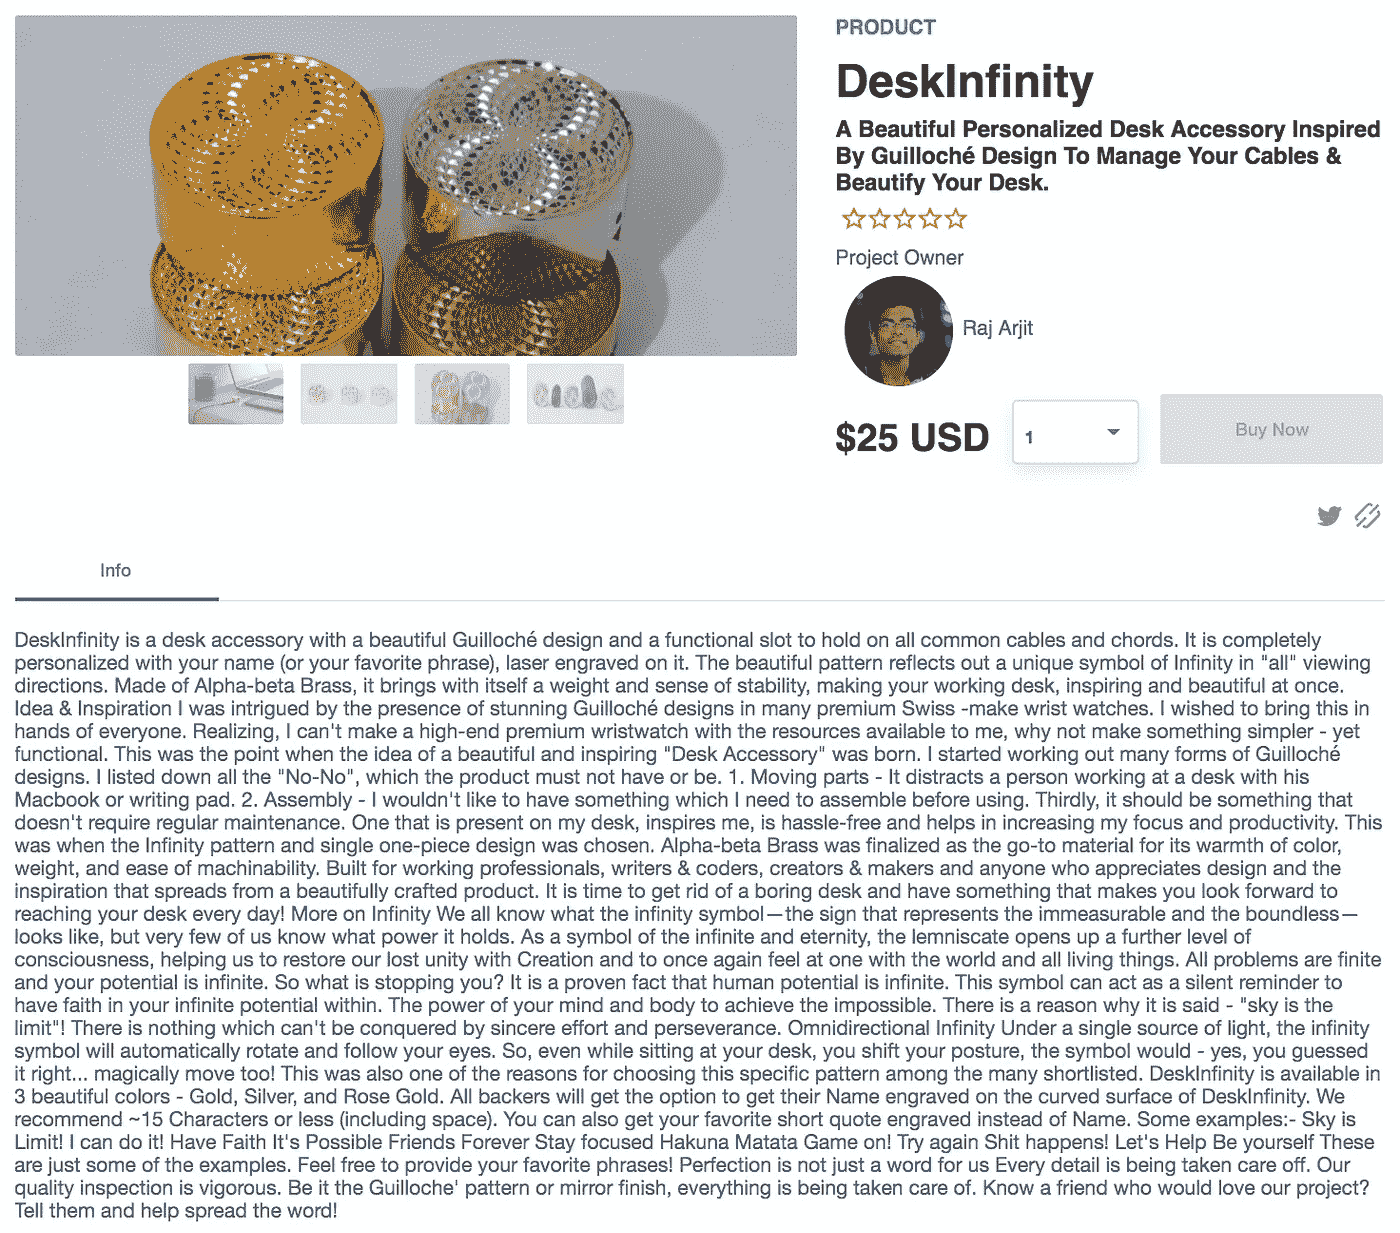 PRODUCT
DeskInfinity
A Beautiful Personalized Desk Accessory Inspired
By Guilloché Design To Manage Your Cables &
Beautify Your Desk.
Project Owner
Raj Arjit
$25 USD
1
Buy Now
Info
DeskInfinity is a desk accessory with a beautiful Guilloché design and a functional slot to hold on all common cables and chords. It is completely
personalized with your name (or your favorite phrase), laser engraved on it. The beautiful pattern reflects out a unique symbol of Infinity in "all" viewing
directions. Made of Alpha-beta Brass, it brings with itself a weight and sense of stability, making your working desk, inspiring and beautiful at once.
Idea & Inspiration I was intrigued by the presence of stunning Guilloché designs in many premium Swiss -make wrist watches. I wished to bring this in
hands of everyone. Realizing, I can't make a high-end premium wristwatch with the resources available to me, why not make something simpler - yet
functional. This was the point when the idea of a beautiful and inspiring "Desk Accessory" was born. I started working out many forms of Guilloché
designs. I listed down all the "No-No", which the product must not have or be. 1. Moving parts - It distracts a person working at a desk with his
Macbook or writing pad. 2. Assembly - I wouldn't like to have something which I need to assemble before using. Thirdly, it should be something that
doesn't require regular maintenance. One that is present on my desk, inspires me, is hassle-free and helps in increasing my focus and productivity. This
was when the Infinity pattern and single one-piece design was chosen. Alpha-beta Brass was finalized as the go-to material for its warmth of color,
weight, and ease of machinability. Built for working professionals, writers & coders, creators & makers and anyone who appreciates design and the
inspiration that spreads from a beautifully crafted product. It is time to get rid of a boring desk and have something that makes you look forward to
reaching your desk every day! More on Infinity We all know what the infinity symbol—the sign that represents the immeasurable and the boundless—
looks like, but very few of us know what power it holds. As a symbol of the infinite and eternity, the lemniscate opens up a further level of
consciousness, helping us to restore our lost unity with Creation and to once again feel at one with the world and all living things. All problems are finite
and your potential is infinite. So what is stopping you? It is a proven fact that human potential is infinite. This symbol can act as a silent reminder to
have faith in your infinite potential within. The power of your mind and body to achieve the impossible. There is a reason why it is said - "sky is the
limit"! There is nothing which can't be conquered by sincere effort and perseverance. Omnidirectional Infinity Under a single source of light, the infinity
symbol will automatically rotate and follow your eyes. So, even while sitting at your desk, you shift your posture, the symbol would - yes, you guessed
it right... magically move too! This was also one of the reasons for choosing this specific pattern among the many shortlisted. DeskInfinity is available in
3 beautiful colors - Gold, Silver, and Rose Gold. All backers will get the option to get their Name engraved on the curved surface of DeskInfinity. We
recommend ~15 Characters or less (including space). You can also get your favorite short quote engraved instead of Name. Some examples:- Sky is
Limit! I can do it! Have Faith It's Possible Friends Forever Stay focused Hakuna Matata Game on! Try again Shit happens! Let's Help Be yourself These
are just some of the examples. Feel free to provide your favorite phrases! Perfection is not just a word for us Every detail is being taken care off. Our
quality inspection is vigorous. Be it the Guilloche' pattern or mirror finish, everything is being taken care of. Know a friend who would love our project?
Tell them and help spread the word!